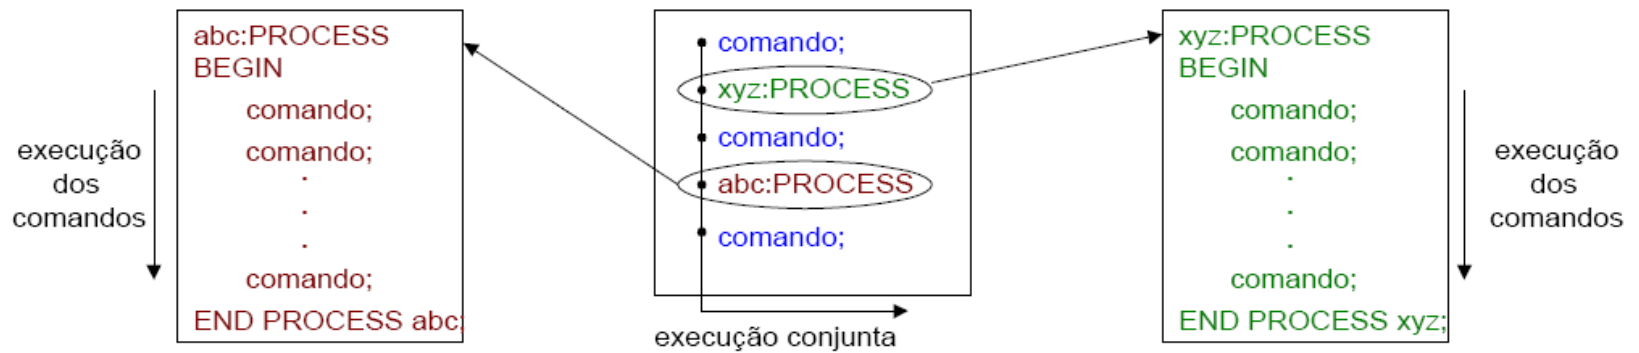 abc:PROCESS
BEGIN
comando;
comando;
.
.
.
comando;
END PROCESS abc;
execução
dos
comandos
comando;
xyz:PROCESS
comando;
abc:PROCESS
comando;
execução conjunta
xyz:PROCESS
BEGIN
comando;
comando;
.
.
.
comando;
END PROCESS xyz;
execução
dos
comandos